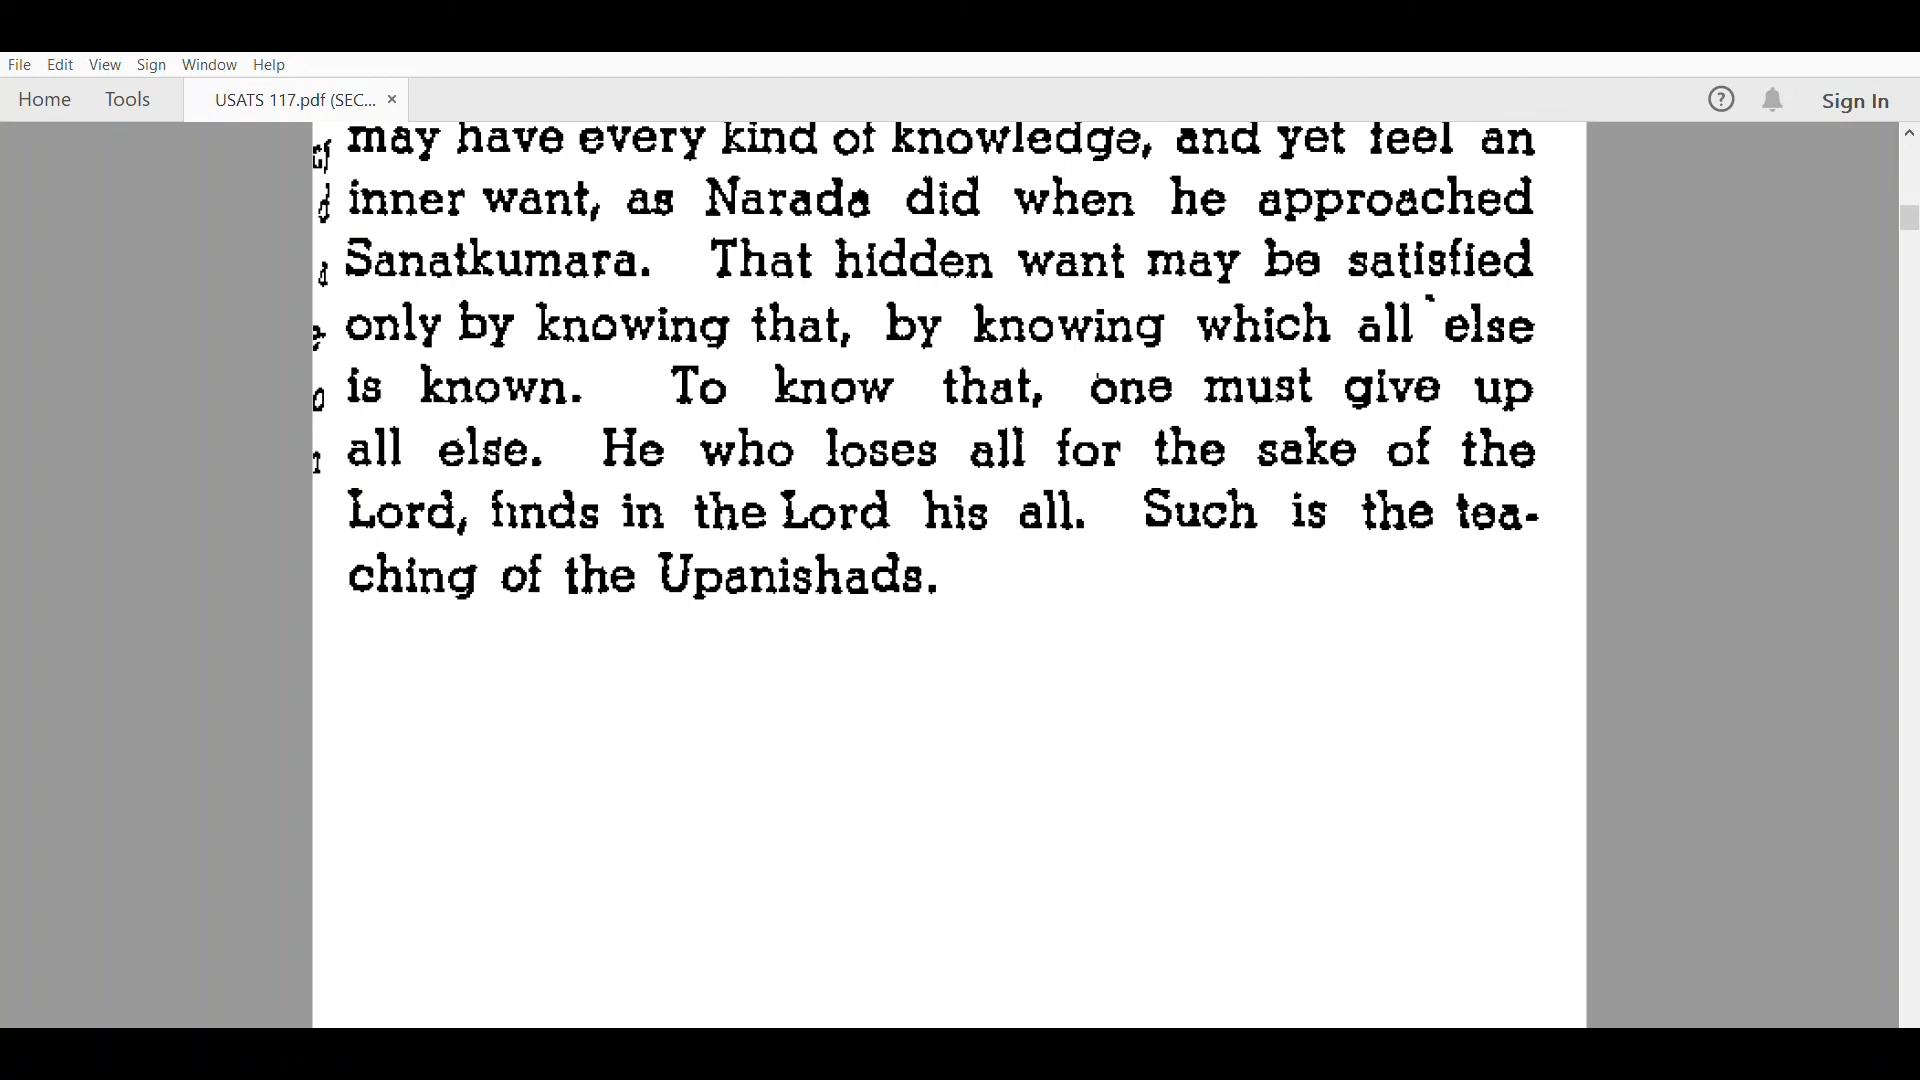 File Edit View Sign Window Help
Home Tools USATS 117.pdf (SEC... × ? Sign In
may have every kind of knowledge, and yet feel an
inner want, as Narada did when he approached
Sanatkumara. That hidden want may be satisfied
only by knowing that, by knowing which all else
is known. To know that, one must give up
all else. He who loses all for the sake of the
Lord, finds in the Lord his all. Such is the tea-
ching of the Upanishads.